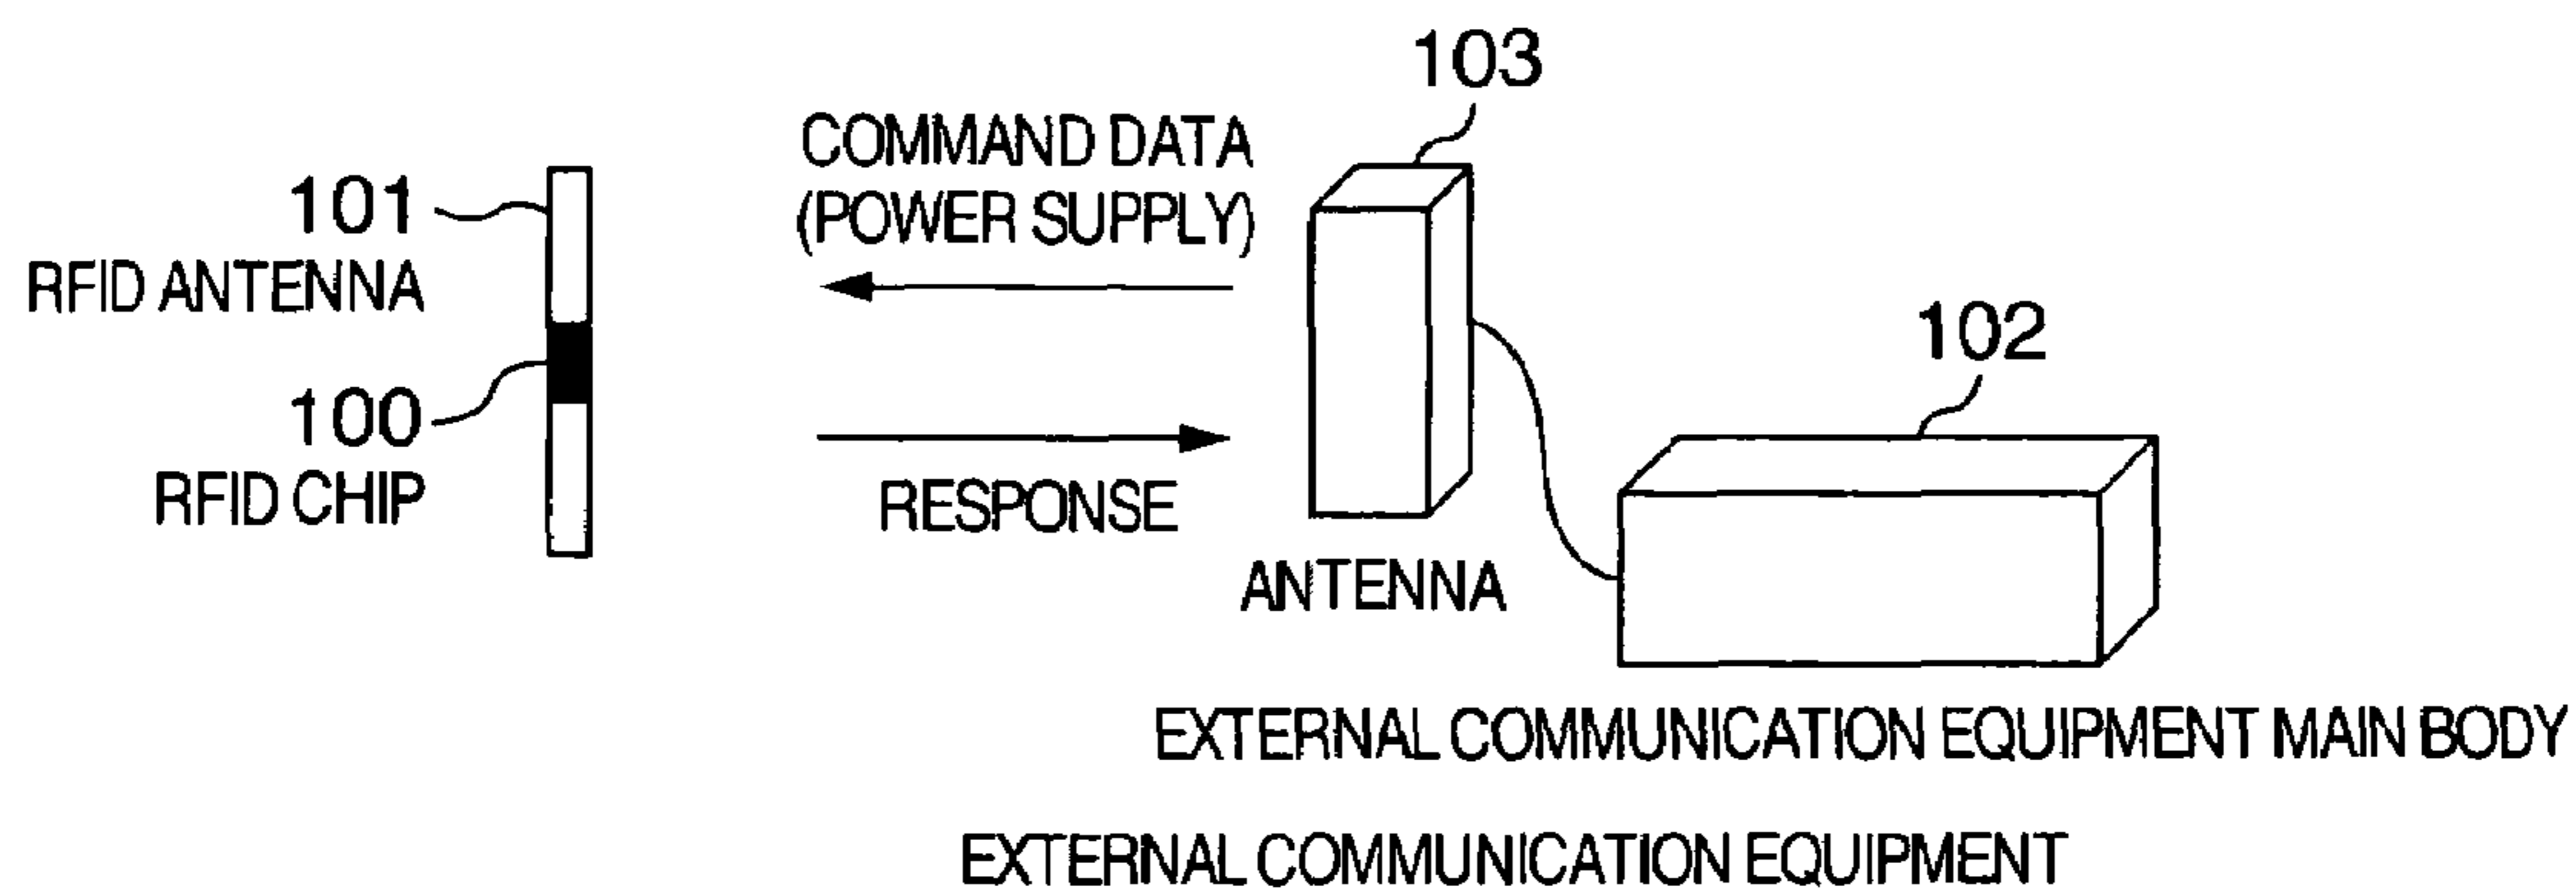 103
COMMAND DATA
(POWER SUPPLY)
101
RFID ANTENNA
102
100
RFID CHIP
RESPONSE
ANTENNA
EXTERNAL COMMUNICATION EQUIPMENT MAIN BODY
EXTERNAL COMMUNICATION EQUIPMENT